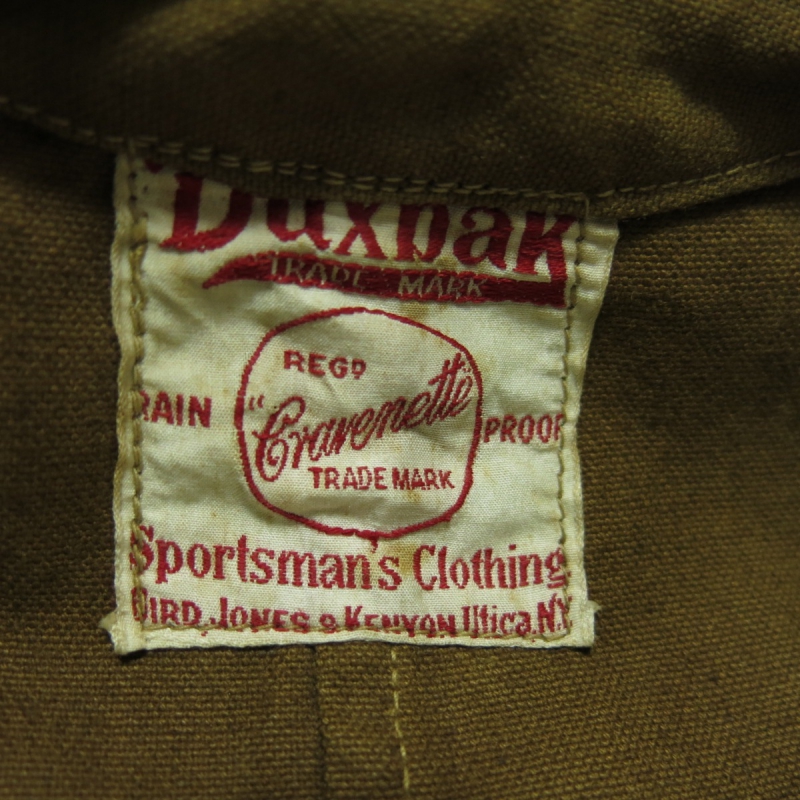 Duxbak
TRADE MARK
REGD
RAIN "Cravenette" PROOF
TRADE MARK
Sportsman's Clothing
BIRD, JONES & KENYON Utica, N.Y.